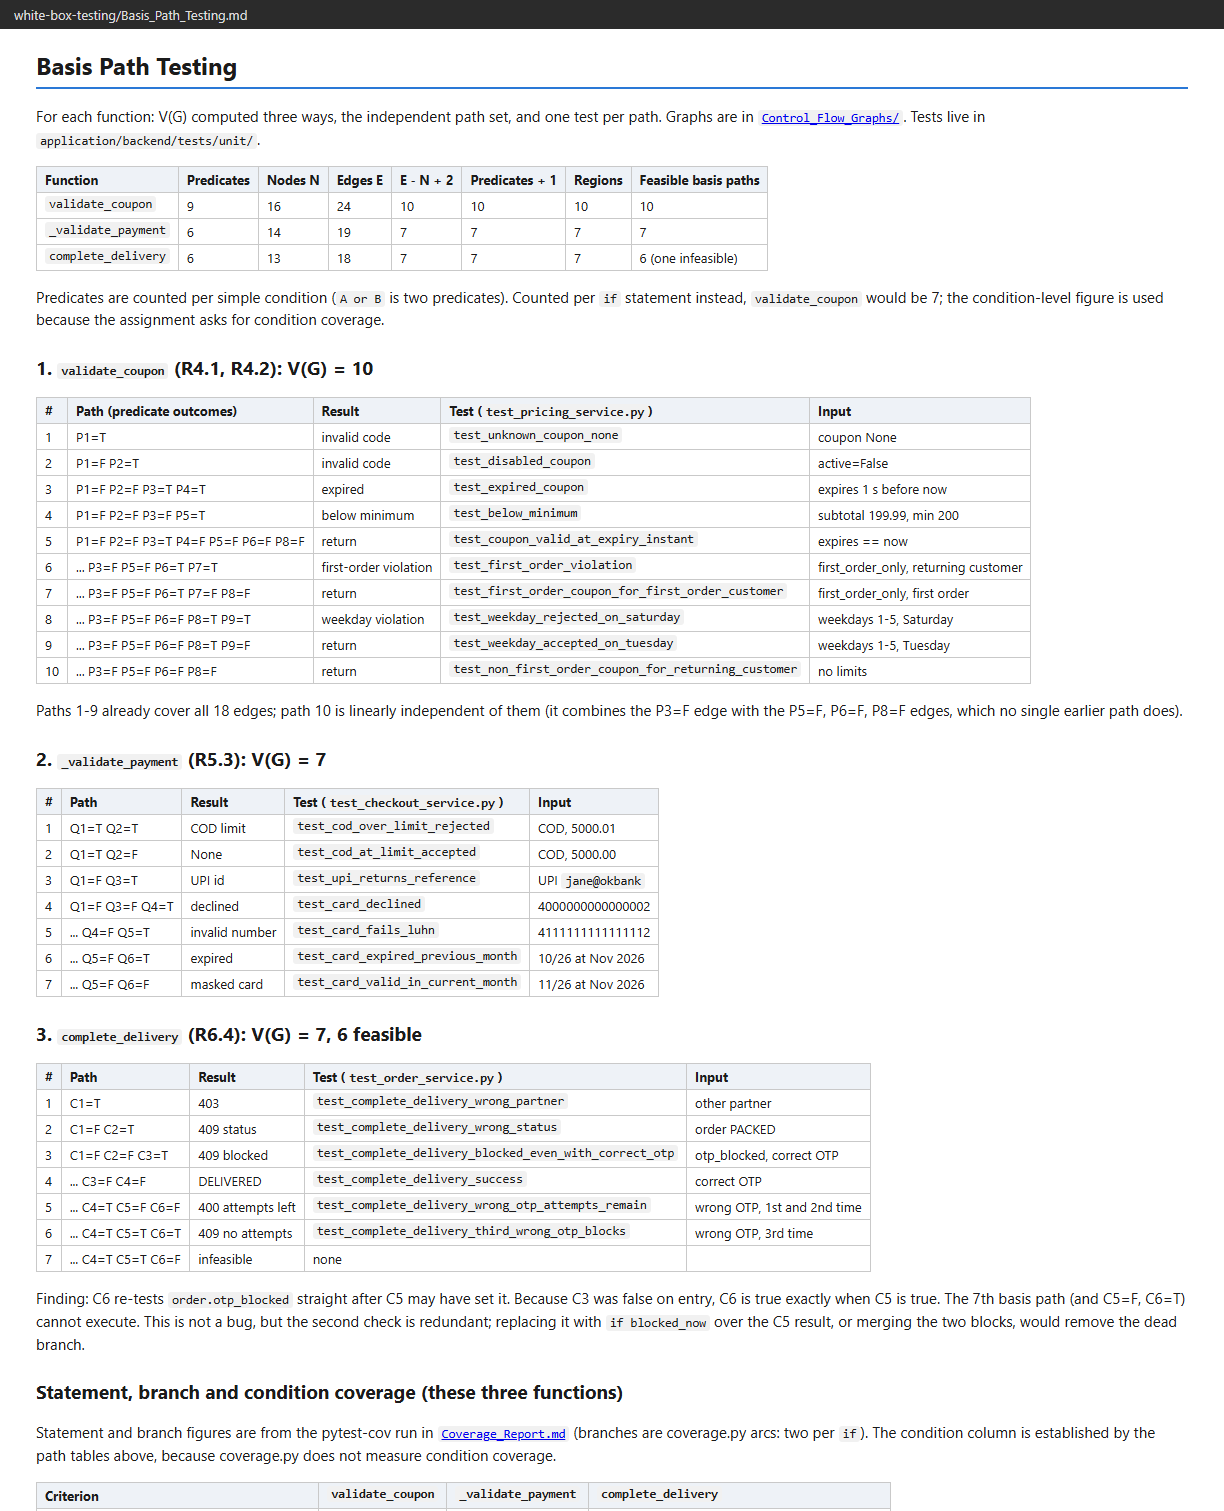 white-box-testing/Basis_Path_Testing.md
Basis Path Testing
For each function: V(G) computed three ways, the independent path set, and one test per path. Graphs are in Control_Flow_Graphs/ . Tests live in
application/backend/tests/unit/ .
Function Predicates Nodes N Edges E E - N + 2 Predicates + 1 Regions Feasible basis paths
validate_coupon 9 16 24 10 10 10 10
_validate_payment 6 14 19 7 7 7 7
complete_delivery 6 13 18 7 7 7 6 (one infeasible)
Predicates are counted per simple condition ( A or B is two predicates). Counted per if statement instead, validate_coupon would be 7; the condition-level figure is used
because the assignment asks for condition coverage.
1. validate_coupon (R4.1, R4.2): V(G) = 10
# Path (predicate outcomes) Result Test ( test_pricing_service.py ) Input
1 P1=T invalid code test_unknown_coupon_none coupon None
2 P1=F P2=T invalid code test_disabled_coupon active=False
3 P1=F P2=F P3=T P4=T expired test_expired_coupon expires 1 s before now
4 P1=F P2=F P3=F P5=T below minimum test_below_minimum subtotal 199.99, min 200
5 P1=F P2=F P3=T P4=F P5=F P6=F P8=F return test_coupon_valid_at_expiry_instant expires == now
6 ... P3=F P5=F P6=T P7=T first-order violation test_first_order_violation first_order_only, returning customer
7 ... P3=F P5=F P6=T P7=F P8=F return test_first_order_coupon_for_first_order_customer first_order_only, first order
8 ... P3=F P5=F P6=F P8=T P9=T weekday violation test_weekday_rejected_on_saturday weekdays 1-5, Saturday
9 ... P3=F P5=F P6=F P8=T P9=F return test_weekday_accepted_on_tuesday weekdays 1-5, Tuesday
10 ... P3=F P5=F P6=F P8=F return test_non_first_order_coupon_for_returning_customer no limits
Paths 1-9 already cover all 18 edges; path 10 is linearly independent of them (it combines the P3=F edge with the P5=F, P6=F, P8=F edges, which no single earlier path does).
2. _validate_payment (R5.3): V(G) = 7
# Path Result Test ( test_checkout_service.py ) Input
1 Q1=T Q2=T COD limit test_cod_over_limit_rejected COD, 5000.01
2 Q1=T Q2=F None test_cod_at_limit_accepted COD, 5000.00
3 Q1=F Q3=T UPI id test_upi_returns_reference UPI jane@okbank
4 Q1=F Q3=F Q4=T declined test_card_declined 4000000000000002
5 ... Q4=F Q5=T invalid number test_card_fails_luhn 4111111111111112
6 ... Q5=F Q6=T expired test_card_expired_previous_month 10/26 at Nov 2026
7 ... Q5=F Q6=F masked card test_card_valid_in_current_month 11/26 at Nov 2026
3. complete_delivery (R6.4): V(G) = 7, 6 feasible
# Path Result Test ( test_order_service.py ) Input
1 C1=T 403 test_complete_delivery_wrong_partner other partner
2 C1=F C2=T 409 status test_complete_delivery_wrong_status order PACKED
3 C1=F C2=F C3=T 409 blocked test_complete_delivery_blocked_even_with_correct_otp otp_blocked, correct OTP
4 ... C3=F C4=F DELIVERED test_complete_delivery_success correct OTP
5 ... C4=T C5=F C6=F 400 attempts left test_complete_delivery_wrong_otp_attempts_remain wrong OTP, 1st and 2nd time
6 ... C4=T C5=T C6=T 409 no attempts test_complete_delivery_third_wrong_otp_blocks wrong OTP, 3rd time
7 ... C4=T C5=T C6=F infeasible none
Finding: C6 re-tests order.otp_blocked straight after C5 may have set it. Because C3 was false on entry, C6 is true exactly when C5 is true. The 7th basis path (and C5=F, C6=T)
cannot execute. This is not a bug, but the second check is redundant; replacing it with if blocked_now over the C5 result, or merging the two blocks, would remove the dead
branch.
Statement, branch and condition coverage (these three functions)
Statement and branch figures are from the pytest-cov run in Coverage_Report.md (branches are coverage.py arcs: two per if ). The condition column is established by the
path tables above, because coverage.py does not measure condition coverage.
Criterion validate_coupon _validate_payment complete_delivery